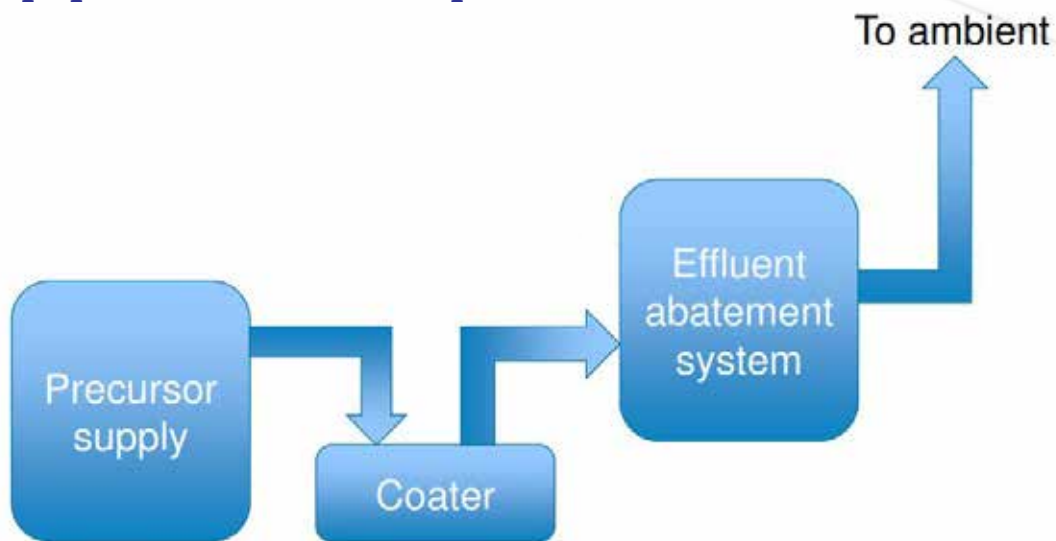 To ambient
Effluent
abatement
system
Precursor
supply
Coater